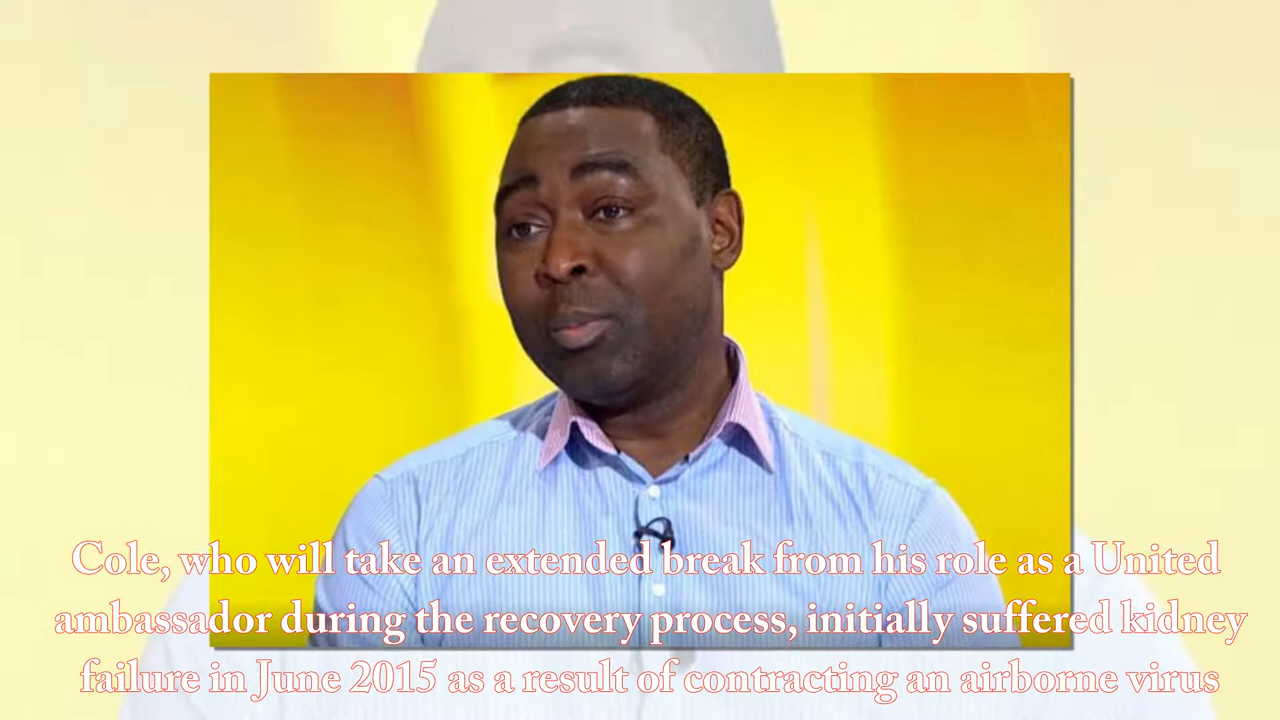 Cole, who will take an extended break from his role as a United
ambassador during the recovery process, initially suffered kidney
failure in June 2015 as a result of contracting an airborne virus